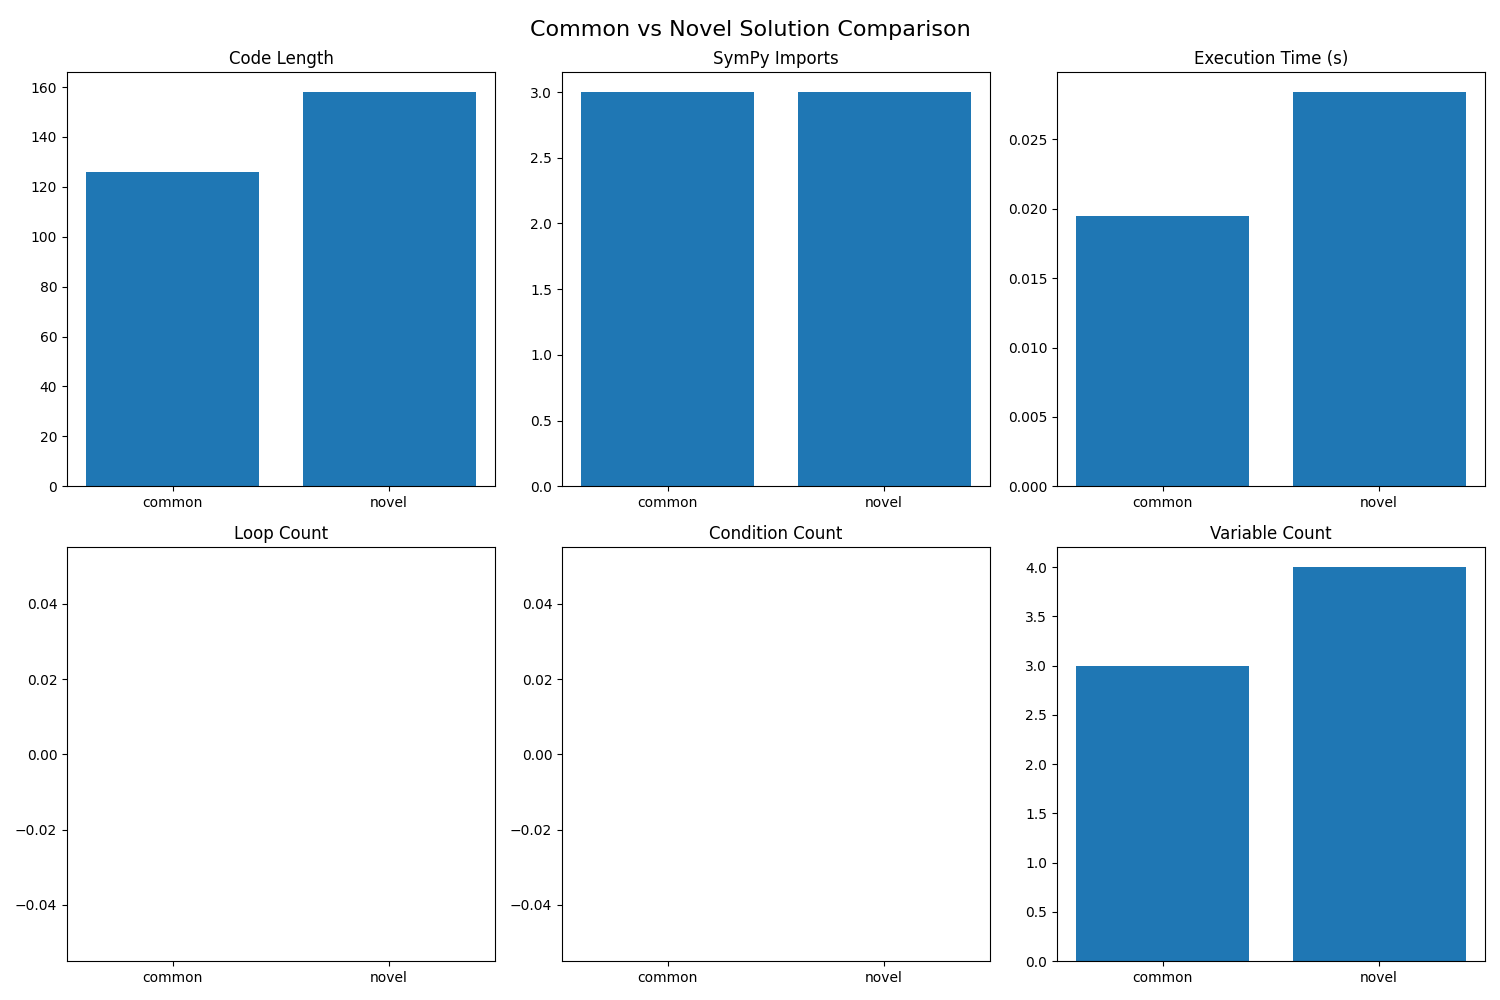 Common vs Novel Solution Comparison
Code Length
SymPy Imports
Execution Time (s)
160
140
120
100
80
60
40
20
0
common
novel
3.0
2.5
2.0
1.5
1.0
0.5
0.0
common
novel
0.025
0.020
0.015
0.010
0.005
0.000
common
novel
Loop Count
Condition Count
Variable Count
0.04
0.02
0.00
−0.02
−0.04
common
novel
0.04
0.02
0.00
−0.02
−0.04
common
novel
4.0
3.5
3.0
2.5
2.0
1.5
1.0
0.5
0.0
common
novel